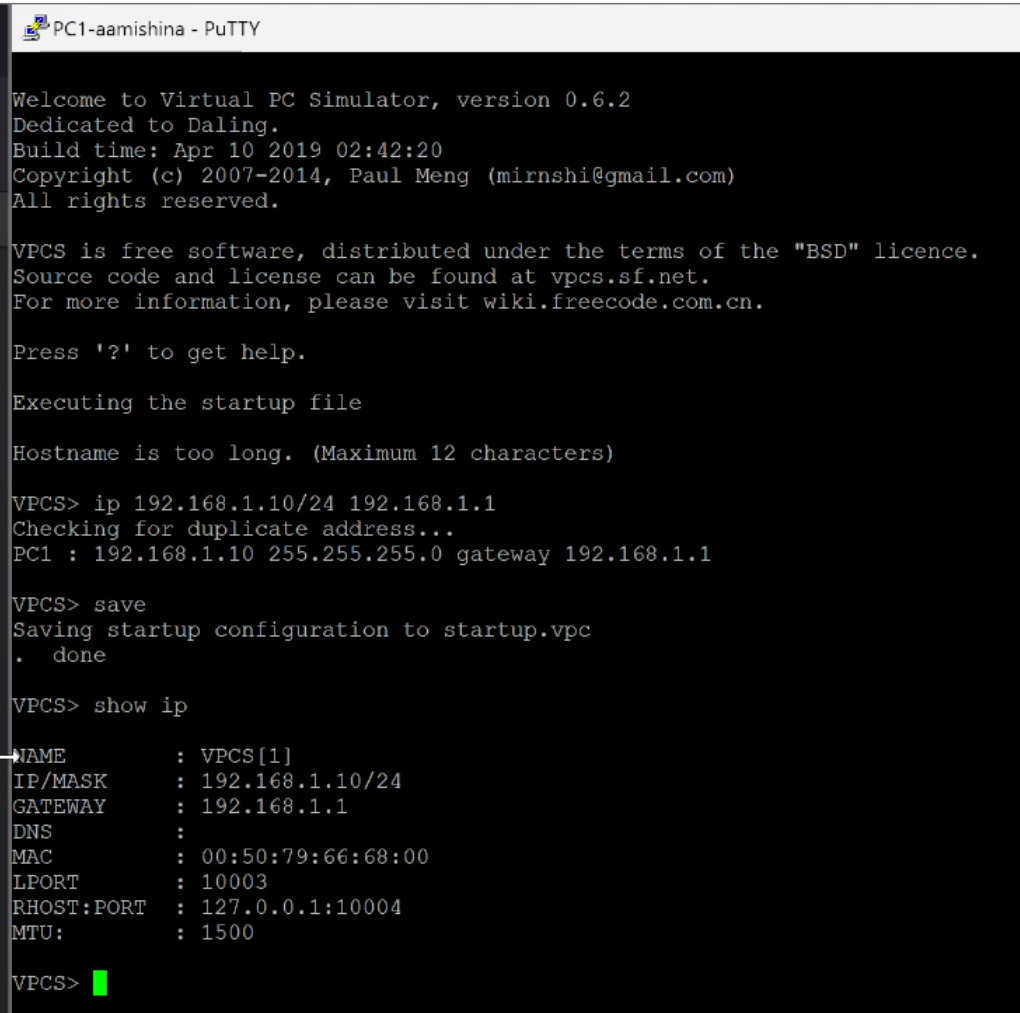 PC1-aamishina - PuTTY
Welcome to Virtual PC Simulator, version 0.6.2
Dedicated to Daling.
Build time: Apr 10 2019 02:42:20
Copyright (c) 2007-2014, Paul Meng (mirnshi@gmail.com)
All rights reserved.
VPCS is free software, distributed under the terms of the "BSD" licence.
Source code and license can be found at vpcs.sf.net.
For more information, please visit wiki.freecode.com.cn.
Press '?' to get help.
Executing the startup file
Hostname is too long. (Maximum 12 characters)
VPCS> ip 192.168.1.10/24 192.168.1.1
Checking for duplicate address...
PC1 : 192.168.1.10 255.255.255.0 gateway 192.168.1.1
VPCS> save
Saving startup configuration to startup.vpc
.  done
VPCS> show ip
NAME        : VPCS[1]
IP/MASK     : 192.168.1.10/24
GATEWAY     : 192.168.1.1
DNS         :
MAC         : 00:50:79:66:68:00
LPORT       : 10003
RHOST:PORT  : 127.0.0.1:10004
MTU:        : 1500
VPCS>